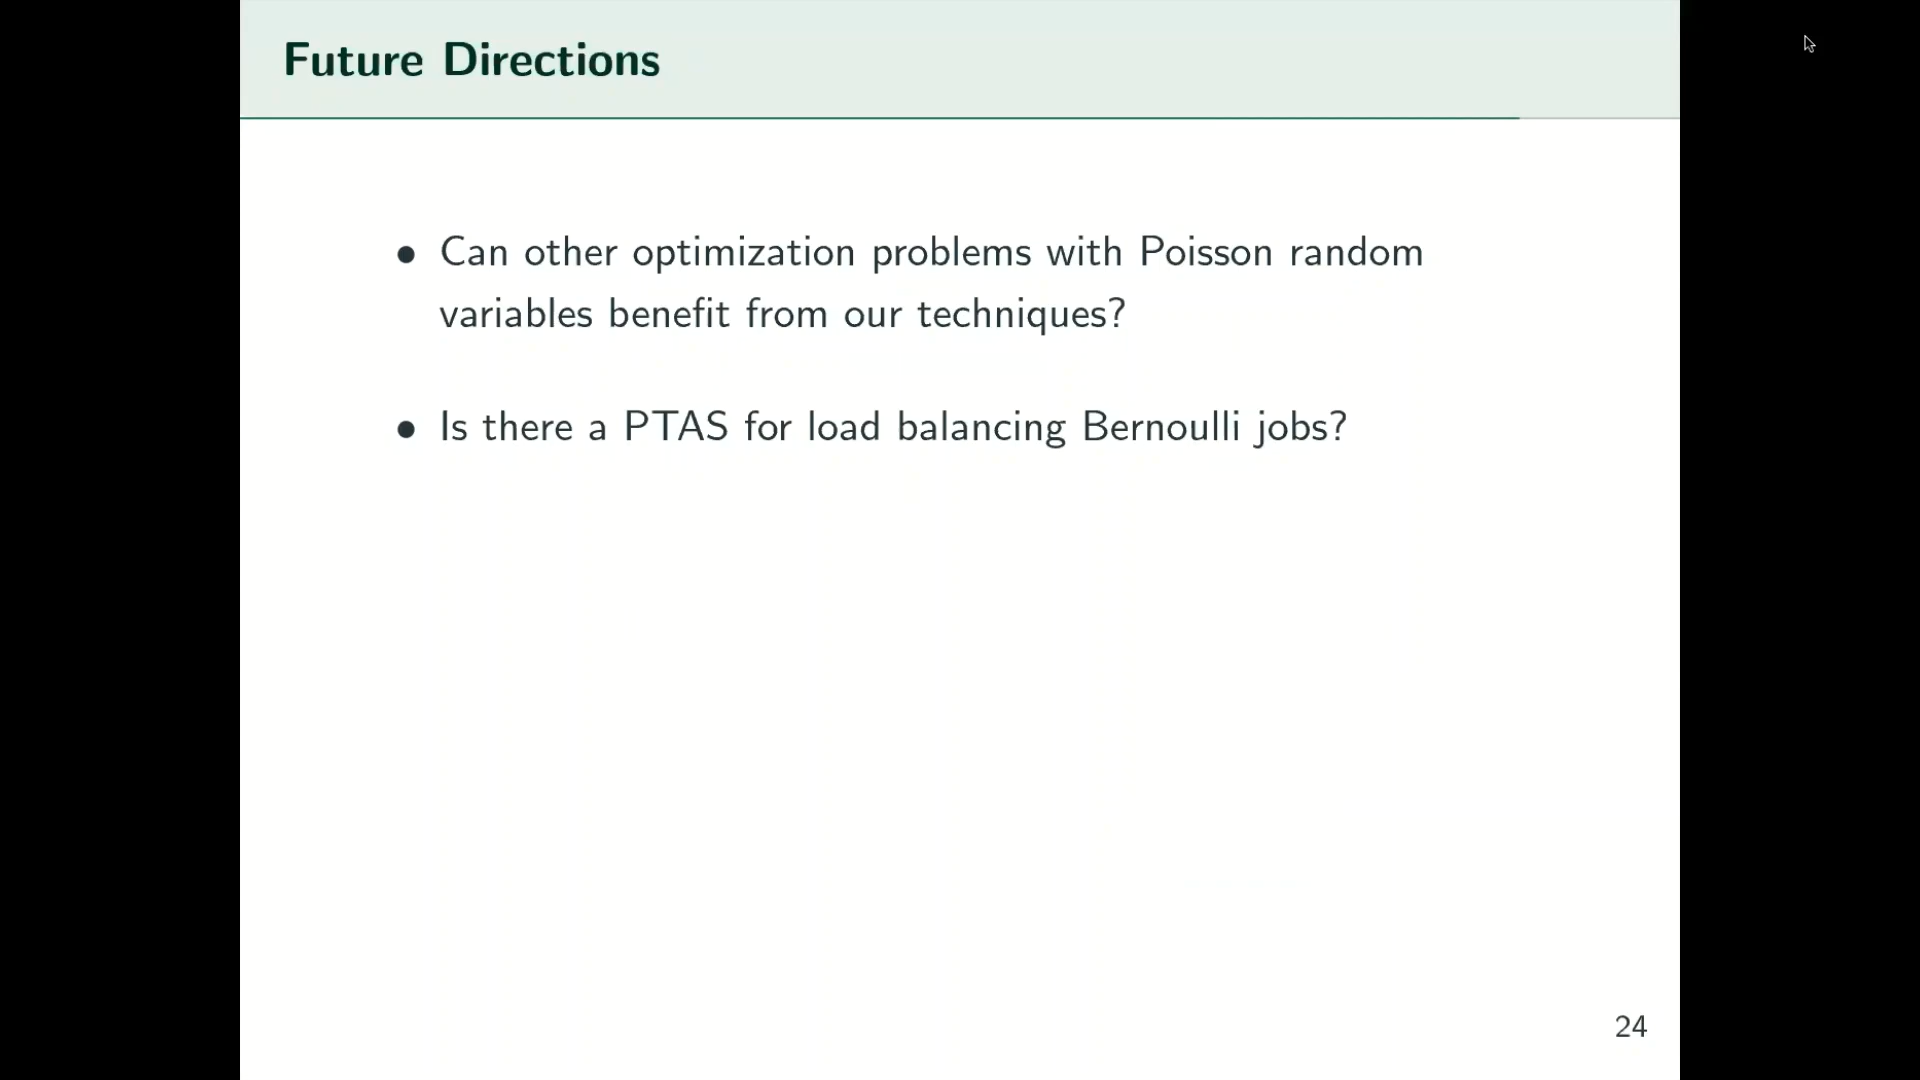 Future Directions
• Can other optimization problems with Poisson random
variables benefit from our techniques?
• Is there a PTAS for load balancing Bernoulli jobs?
24